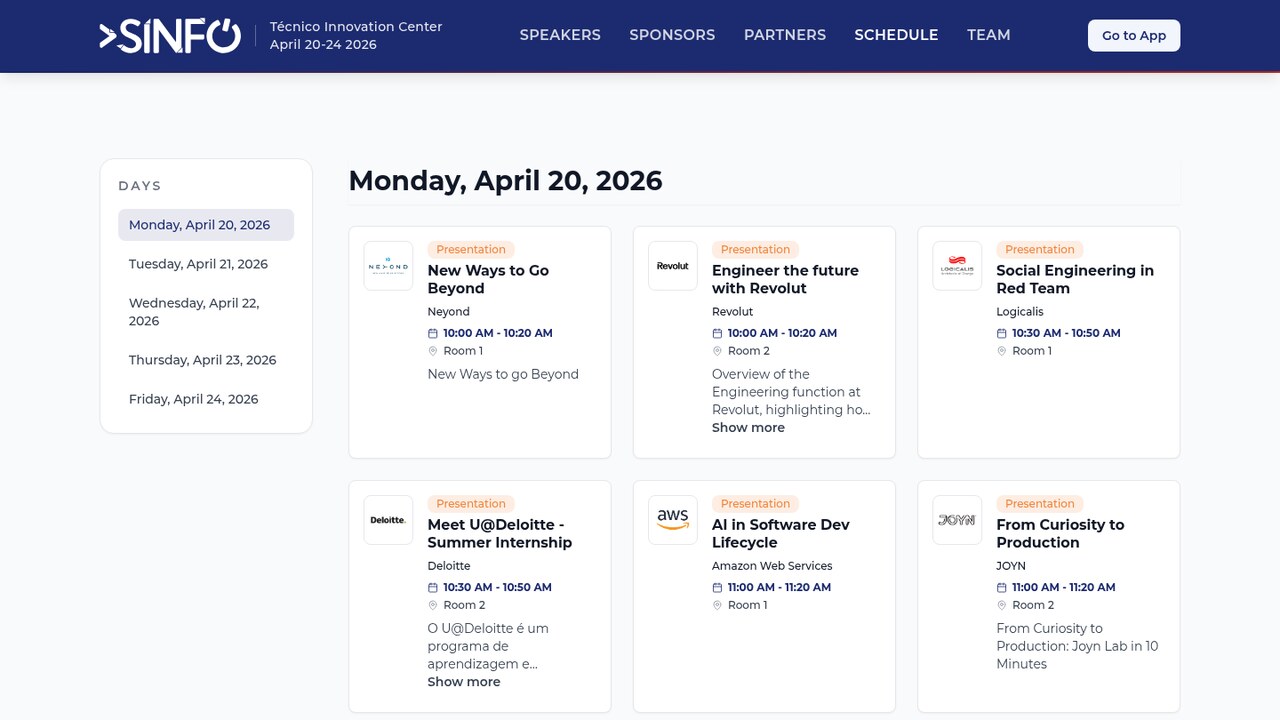 SINFO
Técnico Innovation Center
April 20-24 2026
SPEAKERS
SPONSORS
PARTNERS
SCHEDULE
TEAM
Go to App
DAYS
Monday, April 20, 2026
Tuesday, April 21, 2026
Wednesday, April 22,
2026
Thursday, April 23, 2026
Friday, April 24, 2026
Monday, April 20, 2026
NEYOND
Presentation
New Ways to Go
Beyond
Neyond
10:00 AM - 10:20 AM
Room 1
New Ways to go Beyond
Revolut
Presentation
Engineer the future
with Revolut
Revolut
10:00 AM - 10:20 AM
Room 2
Overview of the
Engineering function at
Revolut, highlighting ho...
Show more
LOGICALIS
Presentation
Social Engineering in
Red Team
Logicalis
10:30 AM - 10:50 AM
Room 1
Deloitte.
Presentation
Meet U@Deloitte -
Summer Internship
Deloitte
10:30 AM - 10:50 AM
Room 2
O U@Deloitte é um
programa de
aprendizagem e...
Show more
aws
Presentation
AI in Software Dev
Lifecycle
Amazon Web Services
11:00 AM - 11:20 AM
Room 1
JOYN
Presentation
From Curiosity to
Production
JOYN
11:00 AM - 11:20 AM
Room 2
From Curiosity to
Production: Joyn Lab in 10
Minutes